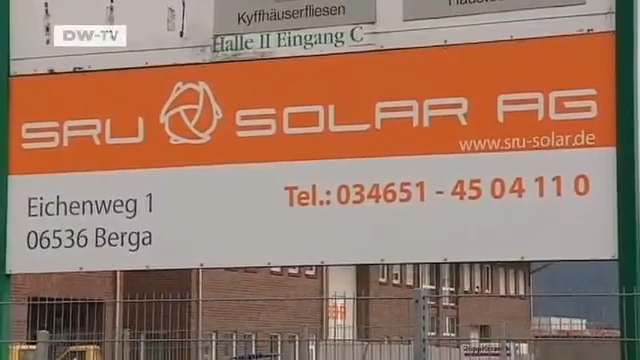 DW-TV
Kyffhäuserfliesen
Halle II Eingang C
SRU SOLAR AG
www.sru-solar.de
Eichenweg 1
06536 Berga
Tel.: 034651 - 45 04 11 0